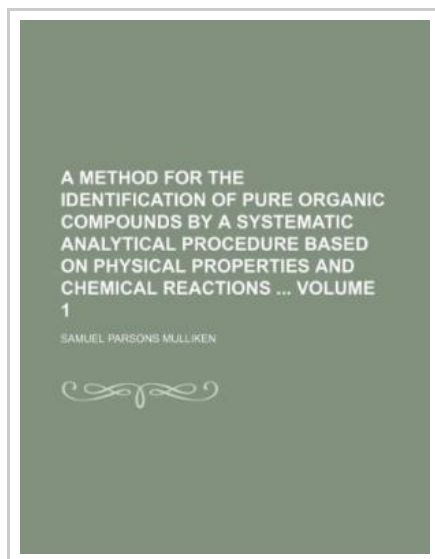 A METHOD FOR THE
IDENTIFICATION OF PURE ORGANIC
COMPOUNDS BY A SYSTEMATIC
ANALYTICAL PROCEDURE BASED
ON PHYSICAL PROPERTIES AND
CHEMICAL REACTIONS ... VOLUME
1
SAMUEL PARSONS MULLIKEN